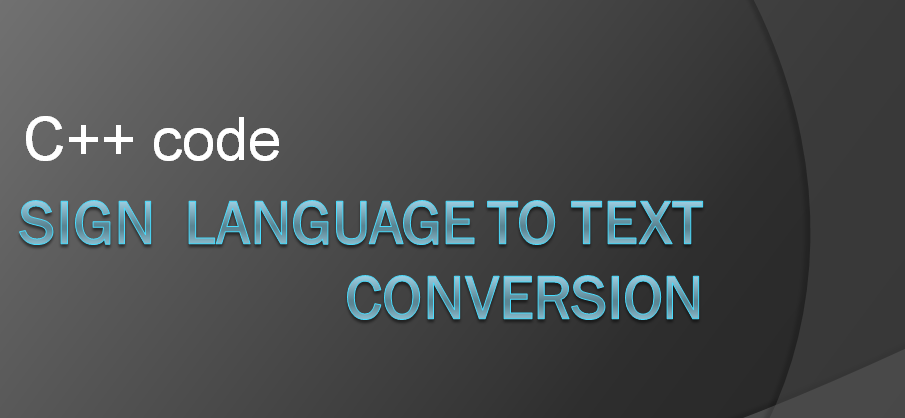 C++ code
SIGN LANGUAGE TO TEXT
CONVERSION